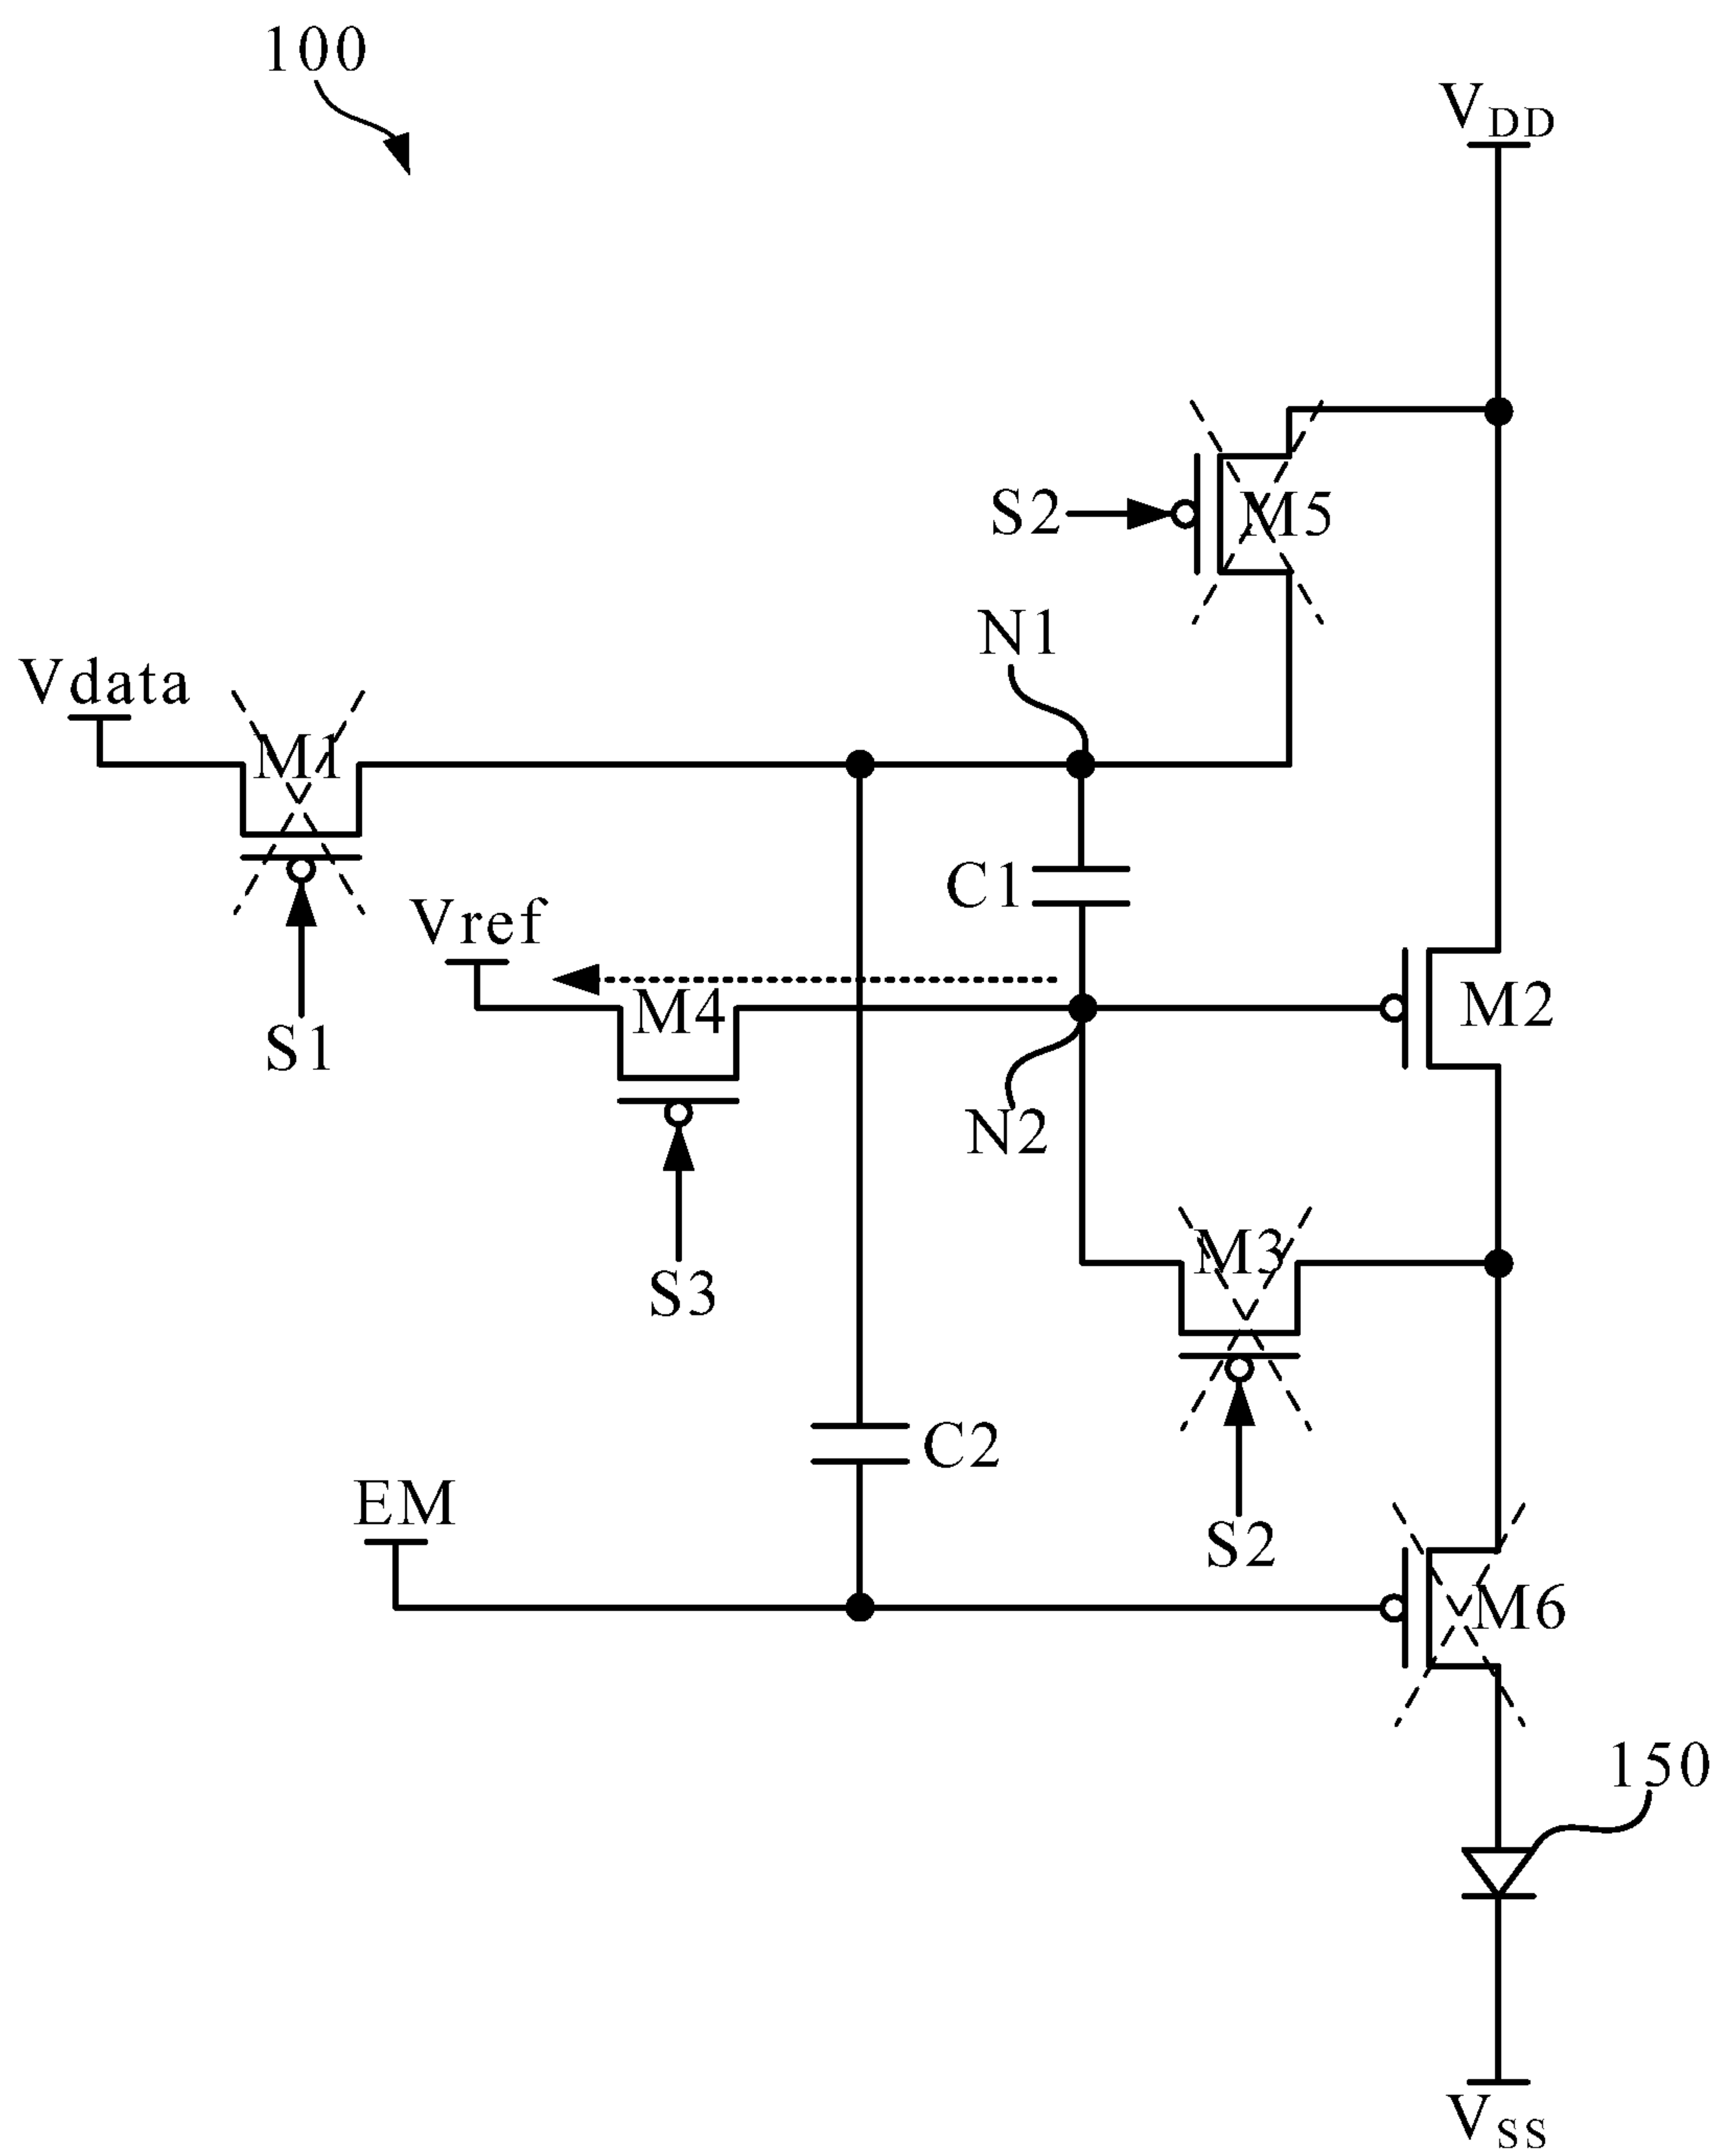 100
VDD
S2
M5
N1
Vdata
M1
C1
Vref
M4
M2
S1
N2
M3
S3
C2
EM
S2
M6
150
VSS